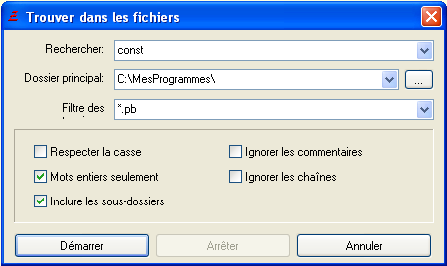 Trouver dans les fichiers
Rechercher: const
Dossier principal: C:\MesProgrammes\ ...
Filtre des *.pb
Respecter la casse Ignorer les commentaires
Mots entiers seulement Ignorer les chaînes
Inclure les sous-dossiers
Démarrer Arrêter Annuler